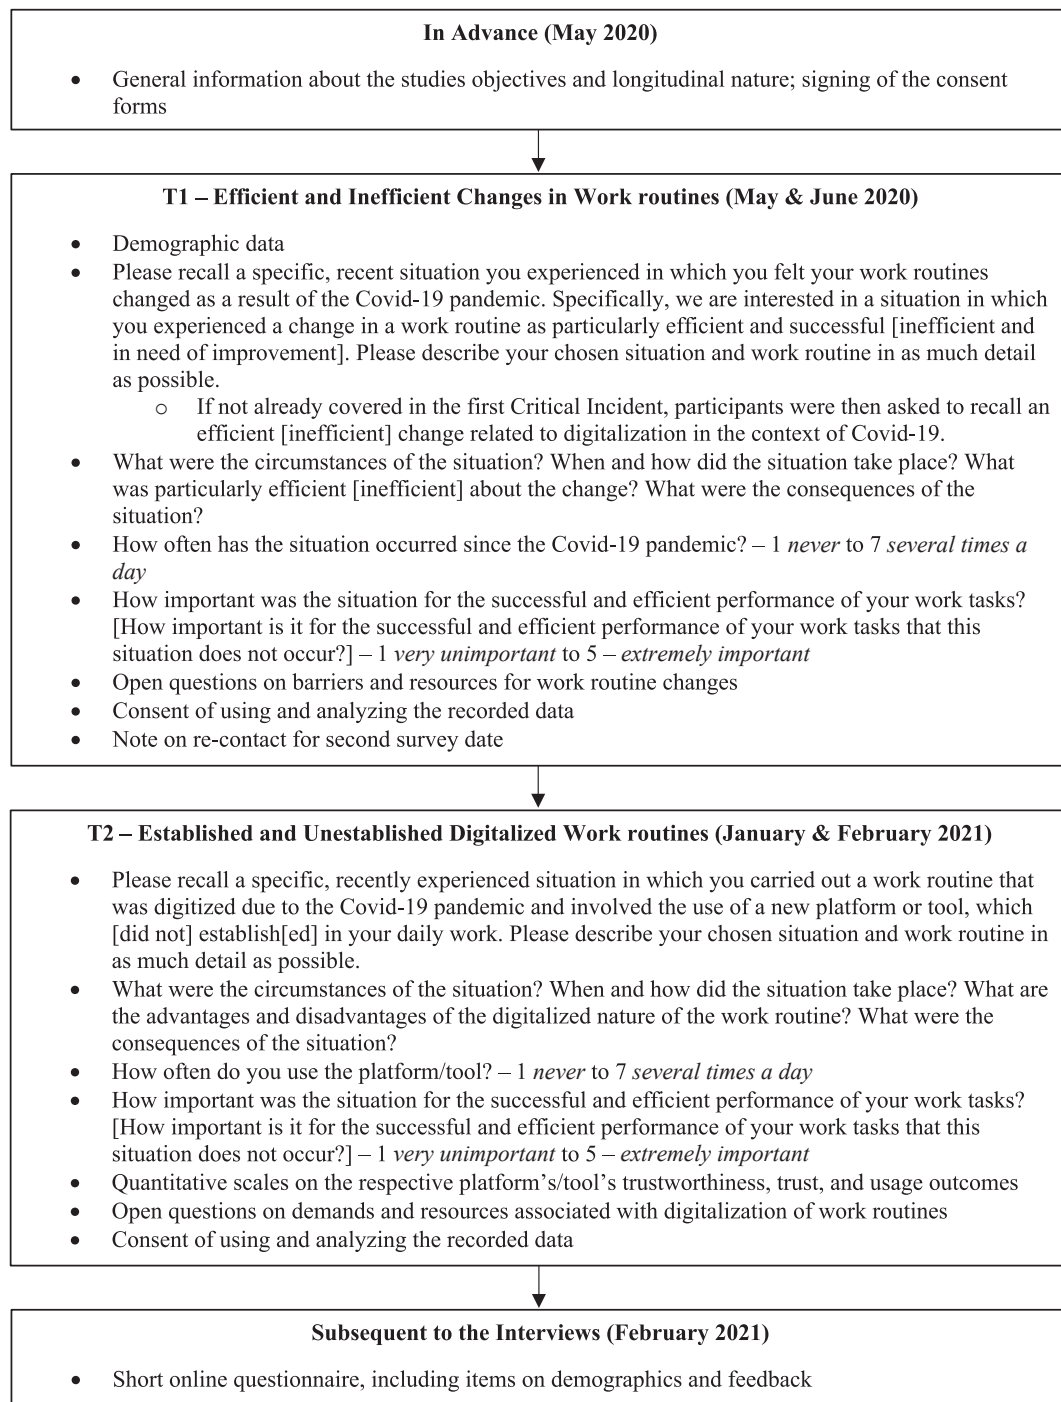 In Advance (May 2020)
• General information about the studies objectives and longitudinal nature; signing of the consent
forms
T1 – Efficient and Inefficient Changes in Work routines (May & June 2020)
• Demographic data
• Please recall a specific, recent situation you experienced in which you felt your work routines
changed as a result of the Covid-19 pandemic. Specifically, we are interested in a situation in which
you experienced a change in a work routine as particularly efficient and successful [inefficient and
in need of improvement]. Please describe your chosen situation and work routine in as much detail
as possible.
o If not already covered in the first Critical Incident, participants were then asked to recall an
efficient [inefficient] change related to digitalization in the context of Covid-19.
• What were the circumstances of the situation? When and how did the situation take place? What
was particularly efficient [inefficient] about the change? What were the consequences of the
situation?
• How often has the situation occurred since the Covid-19 pandemic? – 1 never to 7 several times a
day
• How important was the situation for the successful and efficient performance of your work tasks?
[How important is it for the successful and efficient performance of your work tasks that this
situation does not occur?] – 1 very unimportant to 5 – extremely important
• Open questions on barriers and resources for work routine changes
• Consent of using and analyzing the recorded data
• Note on re-contact for second survey date
T2 – Established and Unestablished Digitalized Work routines (January & February 2021)
• Please recall a specific, recently experienced situation in which you carried out a work routine that
was digitized due to the Covid-19 pandemic and involved the use of a new platform or tool, which
[did not] establish[ed] in your daily work. Please describe your chosen situation and work routine in
as much detail as possible.
• What were the circumstances of the situation? When and how did the situation take place? What are
the advantages and disadvantages of the digitalized nature of the work routine? What were the
consequences of the situation?
• How often do you use the platform/tool? – 1 never to 7 several times a day
• How important was the situation for the successful and efficient performance of your work tasks?
[How important is it for the successful and efficient performance of your work tasks that this
situation does not occur?] – 1 very unimportant to 5 – extremely important
• Quantitative scales on the respective platform's/tool's trustworthiness, trust, and usage outcomes
• Open questions on demands and resources associated with digitalization of work routines
• Consent of using and analyzing the recorded data
Subsequent to the Interviews (February 2021)
• Short online questionnaire, including items on demographics and feedback